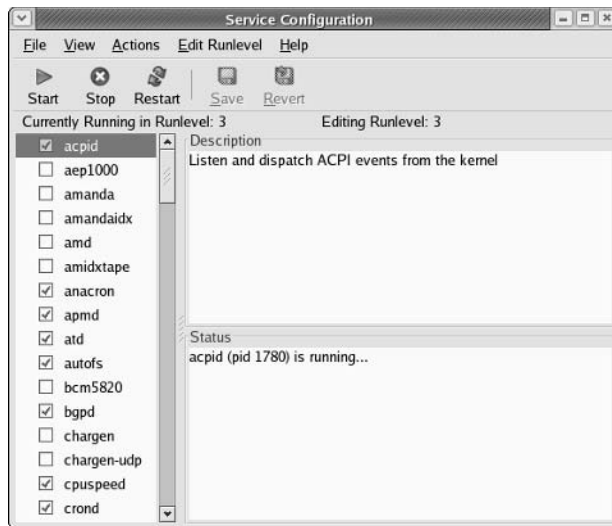 Service Configuration
File View Actions Edit Runlevel Help
Start Stop Restart Save Revert
Currently Running in Runlevel: 3 Editing Runlevel: 3
acpid
aep1000
amanda
amandaidx
amd
amidxtape
anacron
apmd
atd
autofs
bcm5820
bgpd
chargen
chargen-udp
cpuspeed
crond
Description
Listen and dispatch ACPI events from the kernel
Status
acpid (pid 1780) is running...